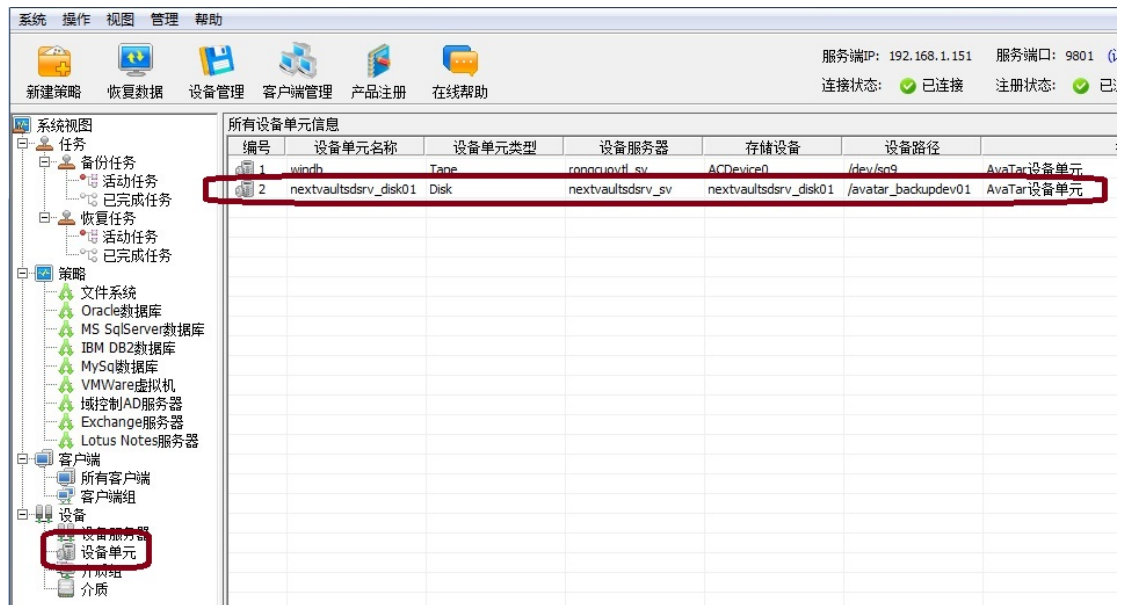 系统 操作 视图 管理 帮助
新建策略 恢复数据 设备管理 客户端管理 产品注册 在线帮助
服务端IP: 192.168.1.151 服务端口: 9801
连接状态: 已连接 注册状态:
系统视图
任务
备份任务
活动任务
已完成任务
恢复任务
活动任务
已完成任务
策略
文件系统
Oracle数据库
MS SqlServer数据库
IBM DB2数据库
MySql数据库
VMWare虚拟机
域控制AD服务器
Exchange服务器
Lotus Notes服务器
客户端
所有客户端
客户端组
设备
设备服务器
设备单元
介质组
介质
所有设备单元信息
编号 设备单元名称 设备单元类型 设备服务器 存储设备 设备路径
1 windb Tape rongcuovtl_sv ACDevice0 /dev/sg9 AvaTar设备单元
2 nextvaultsdsrv_disk01 Disk nextvaultsdsrv_sv nextvaultsdsrv_disk01 /avatar_backupdev01 AvaTar设备单元